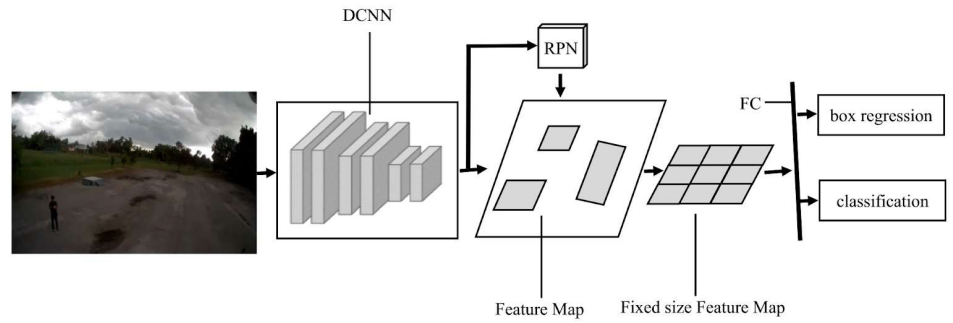 DCNN
RPN
FC
box regression
classification
Feature Map
Fixed size Feature Map